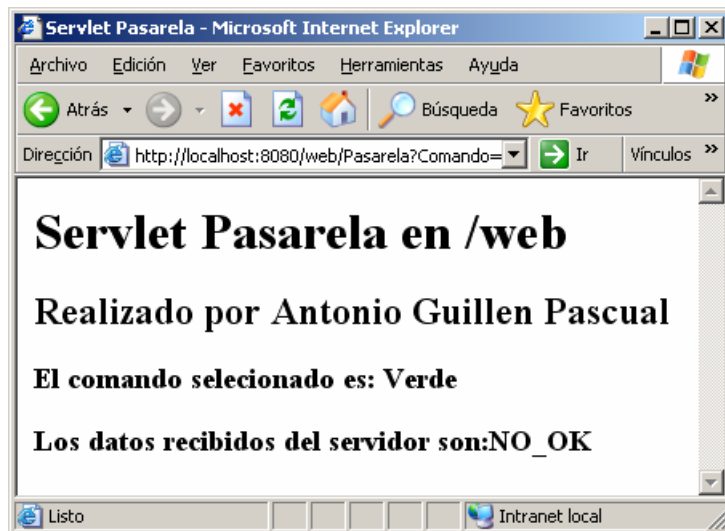 Servlet Pasarela - Microsoft Internet Explorer
Archivo Edición Ver Favoritos Herramientas Ayuda
Atrás Búsqueda Favoritos »
Dirección http://localhost:8080/web/Pasarela?Comando= Ir Vínculos »
Servlet Pasarela en /web
Realizado por Antonio Guillen Pascual
El comando selecionado es: Verde
Los datos recibidos del servidor son:NO_OK
Listo Intranet local